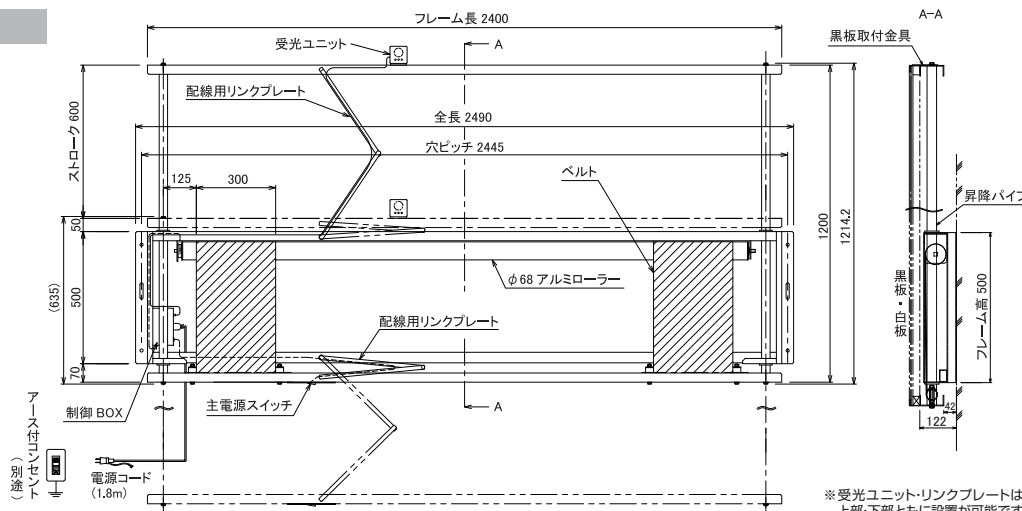 フレーム長 2400
A-A
受光ユニット
A
黒板取付金具
配線用リンクプレート
ストローク 600
全長 2490
穴ピッチ 2445
125
300
ベルト
昇降パイプ
50
1200
1214.2
(635)
500
φ68 アルミローラー
黒板・白板
フレーム高 500
配線用リンクプレート
70
主電源スイッチ
A
制御 BOX
42
122
アース付コンセント
(別途)
電源コード
(1.8m)
※受光ユニット・リンクプレートは
上部・下部ともに設置が可能です